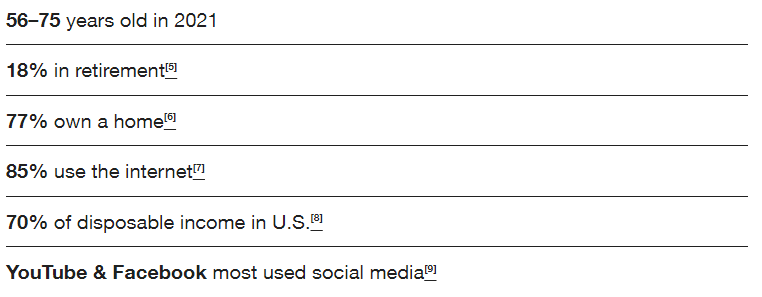 56–75 years old in 2021
18% in retirement[5]
77% own a home[6]
85% use the internet[7]
70% of disposable income in U.S.[8]
YouTube & Facebook most used social media[9]